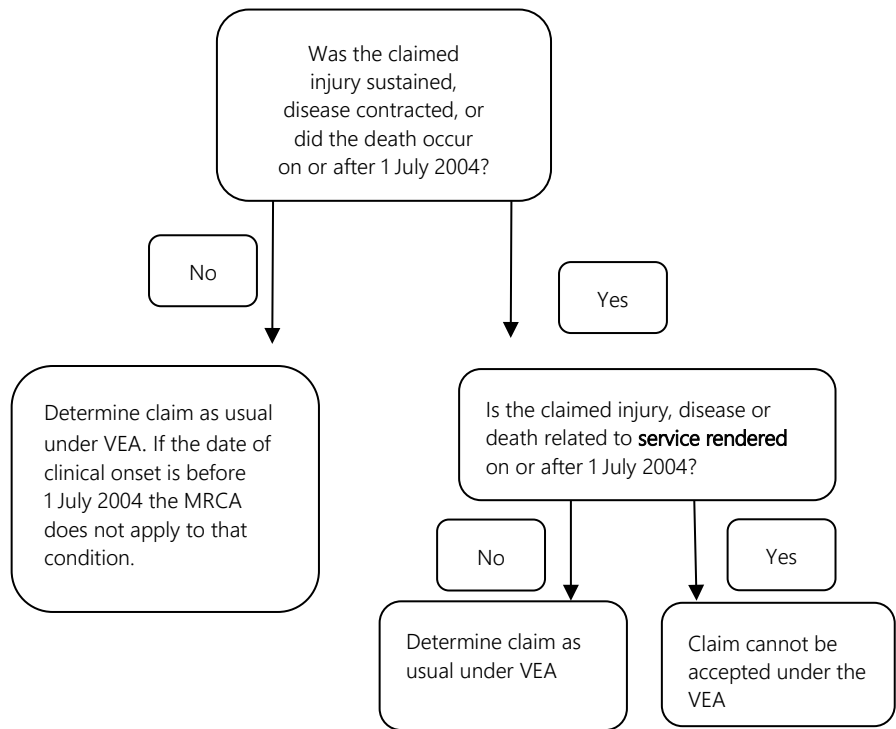 Was the claimed
injury sustained,
disease contracted, or
did the death occur
on or after 1 July 2004?
No
Yes
Determine claim as usual
under VEA. If the date of
clinical onset is before
1 July 2004 the MRCA
does not apply to that
condition.
Is the claimed injury, disease or
death related to service rendered
on or after 1 July 2004?
No
Yes
Determine claim as
usual under VEA
Claim cannot be
accepted under the
VEA